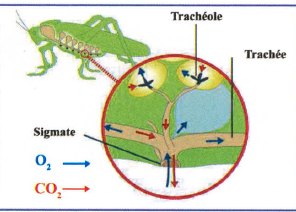 Trachéole
Trachée
Sigmate
O₂
CO₂